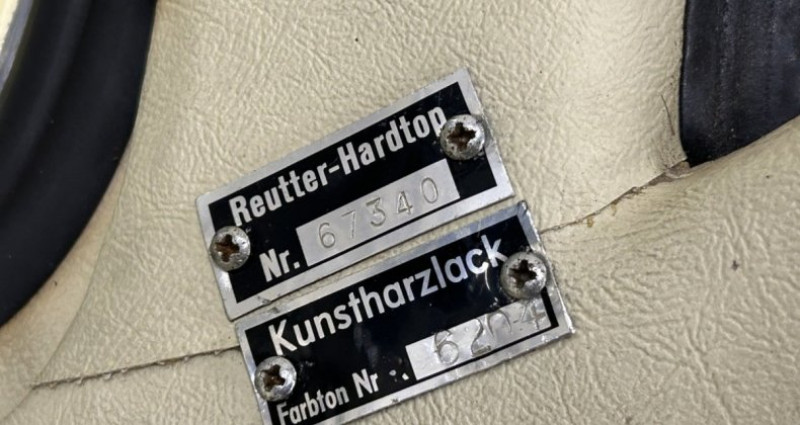 Reutter-Hardtop
Nr. 67340
Kunstharzlack
Farbton Nr. 6204